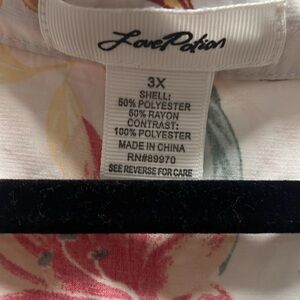 Love Potion
3X
SHELL:
50% POLYESTER
50% RAYON
CONTRAST:
100% POLYESTER
MADE IN CHINA
RN#89970
SEE REVERSE FOR CARE